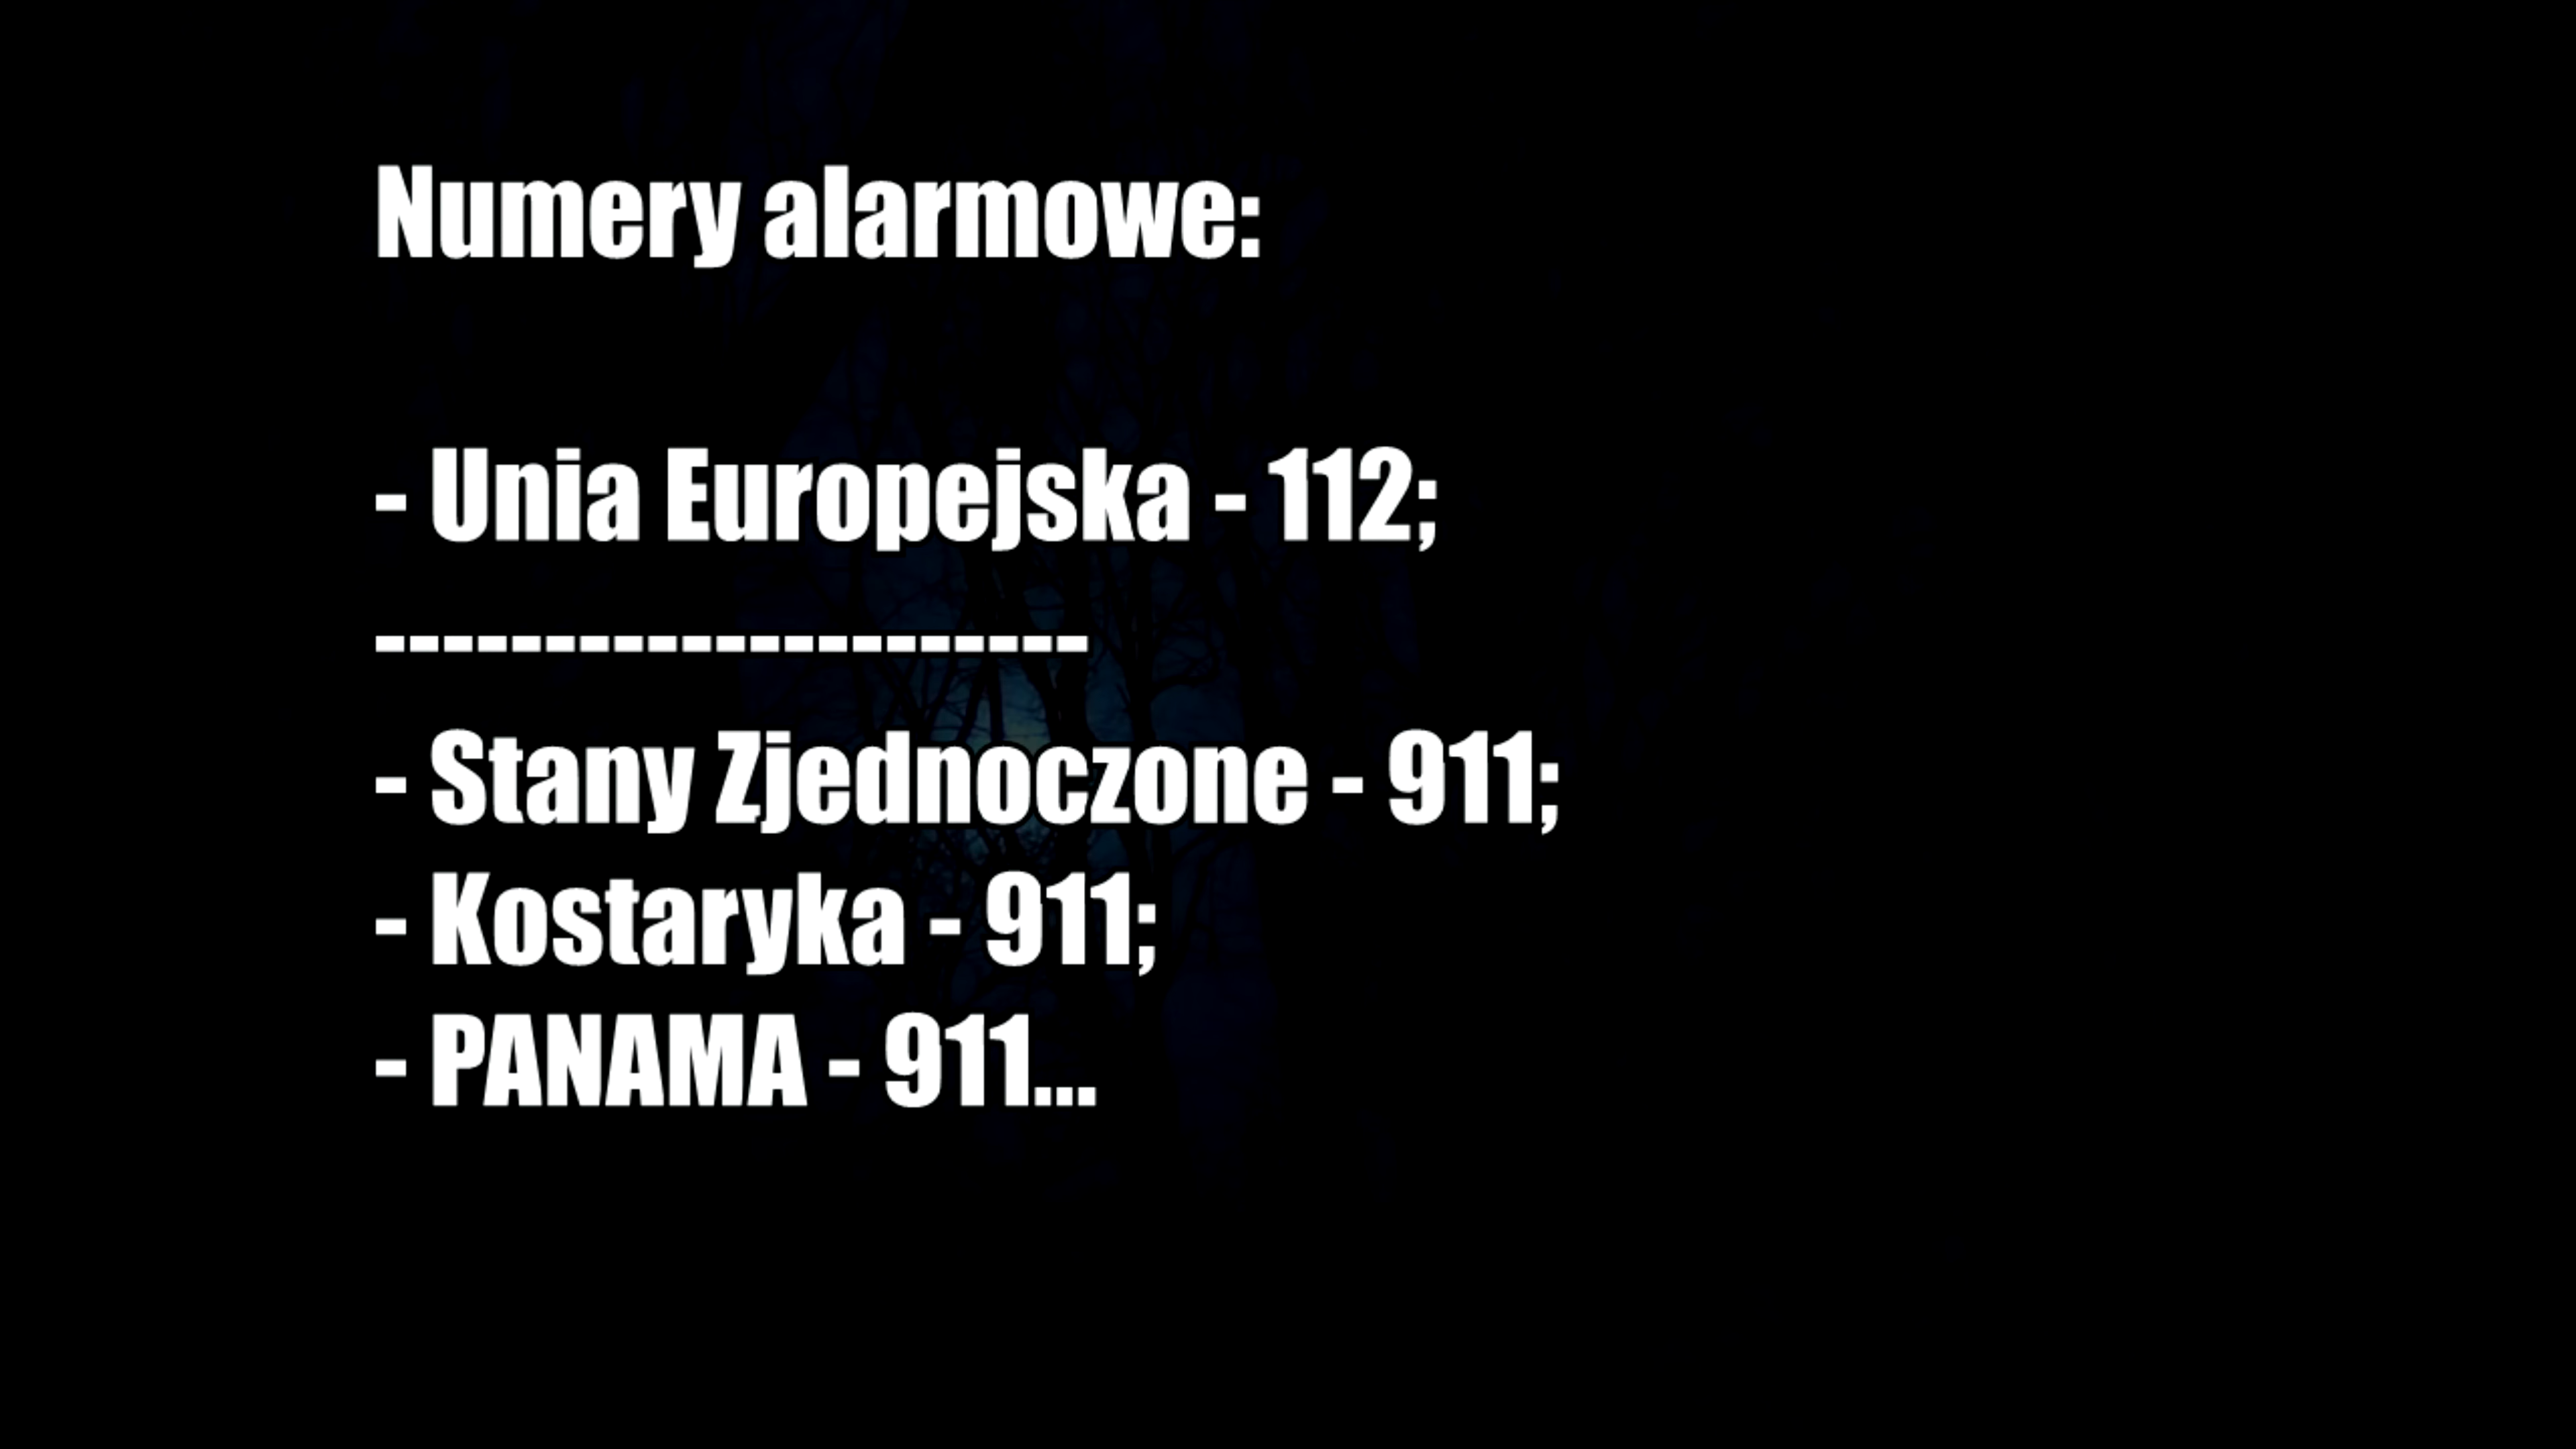 Numery alarmowe:
- Unia Europejska - 112;
---------------------
- Stany Zjednoczone - 911;
- Kostaryka - 911;
- PANAMA - 911...